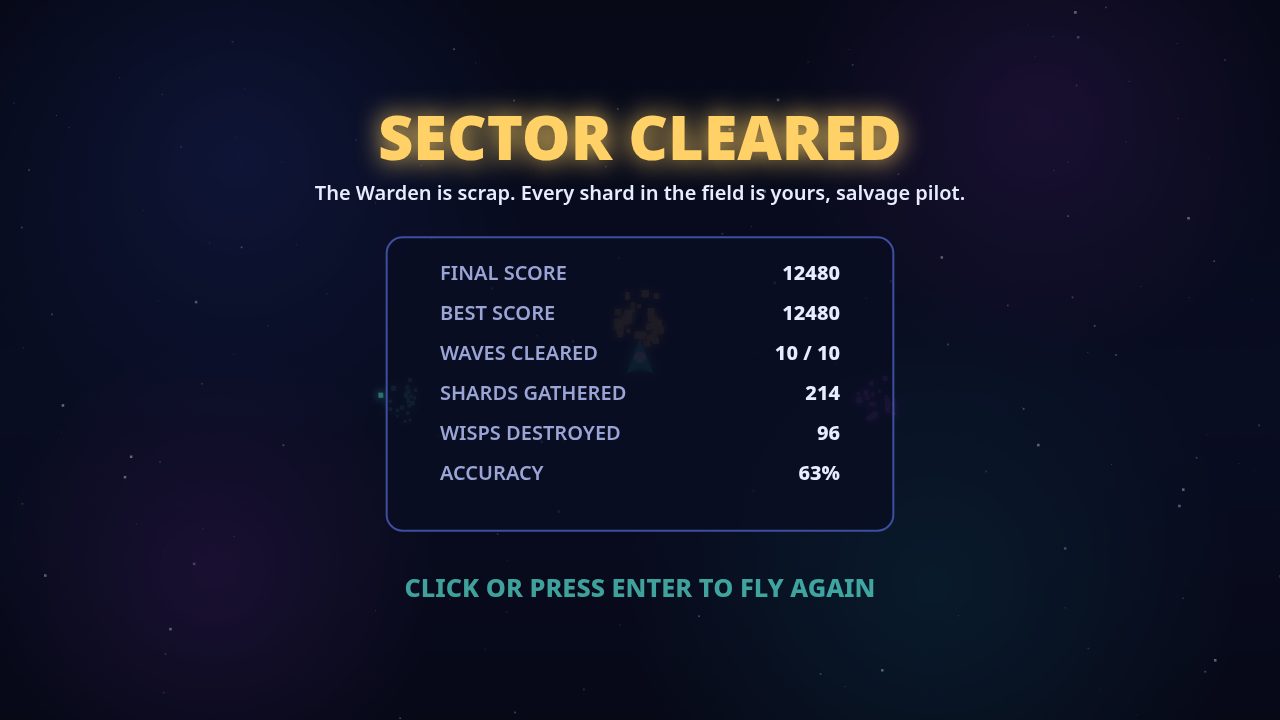 SECTOR CLEARED
The Warden is scrap. Every shard in the field is yours, salvage pilot.
FINAL SCORE 12480
BEST SCORE 12480
WAVES CLEARED 10 / 10
SHARDS GATHERED 214
WISPS DESTROYED 96
ACCURACY 63%
CLICK OR PRESS ENTER TO FLY AGAIN